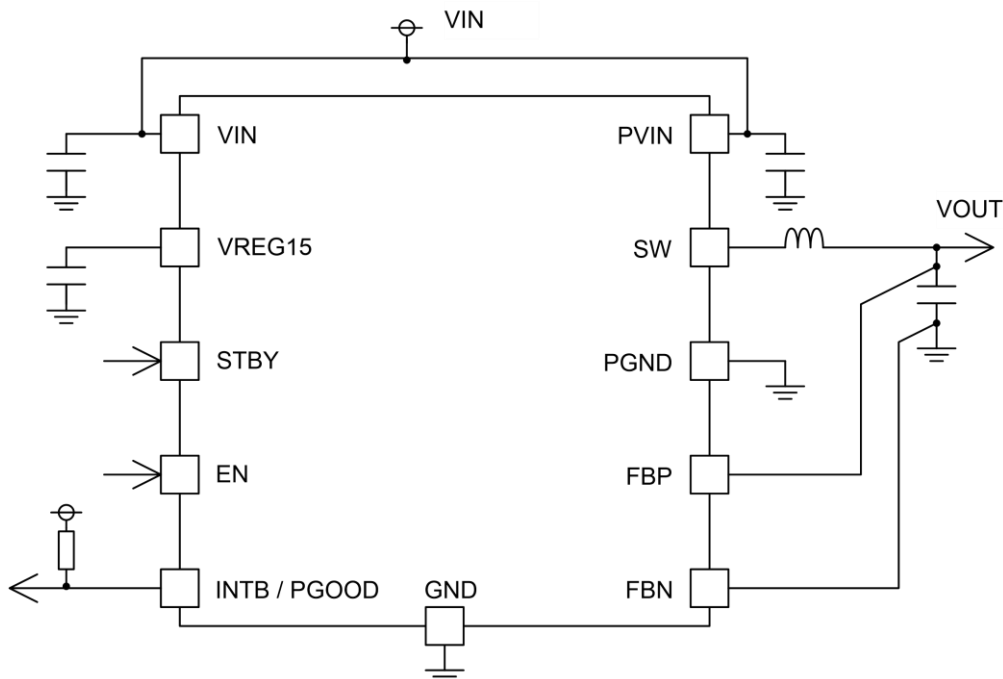 VIN
VIN
PVIN
VOUT
VREG15
SW
STBY
PGND
EN
FBP
INTB / PGOOD
GND
FBN